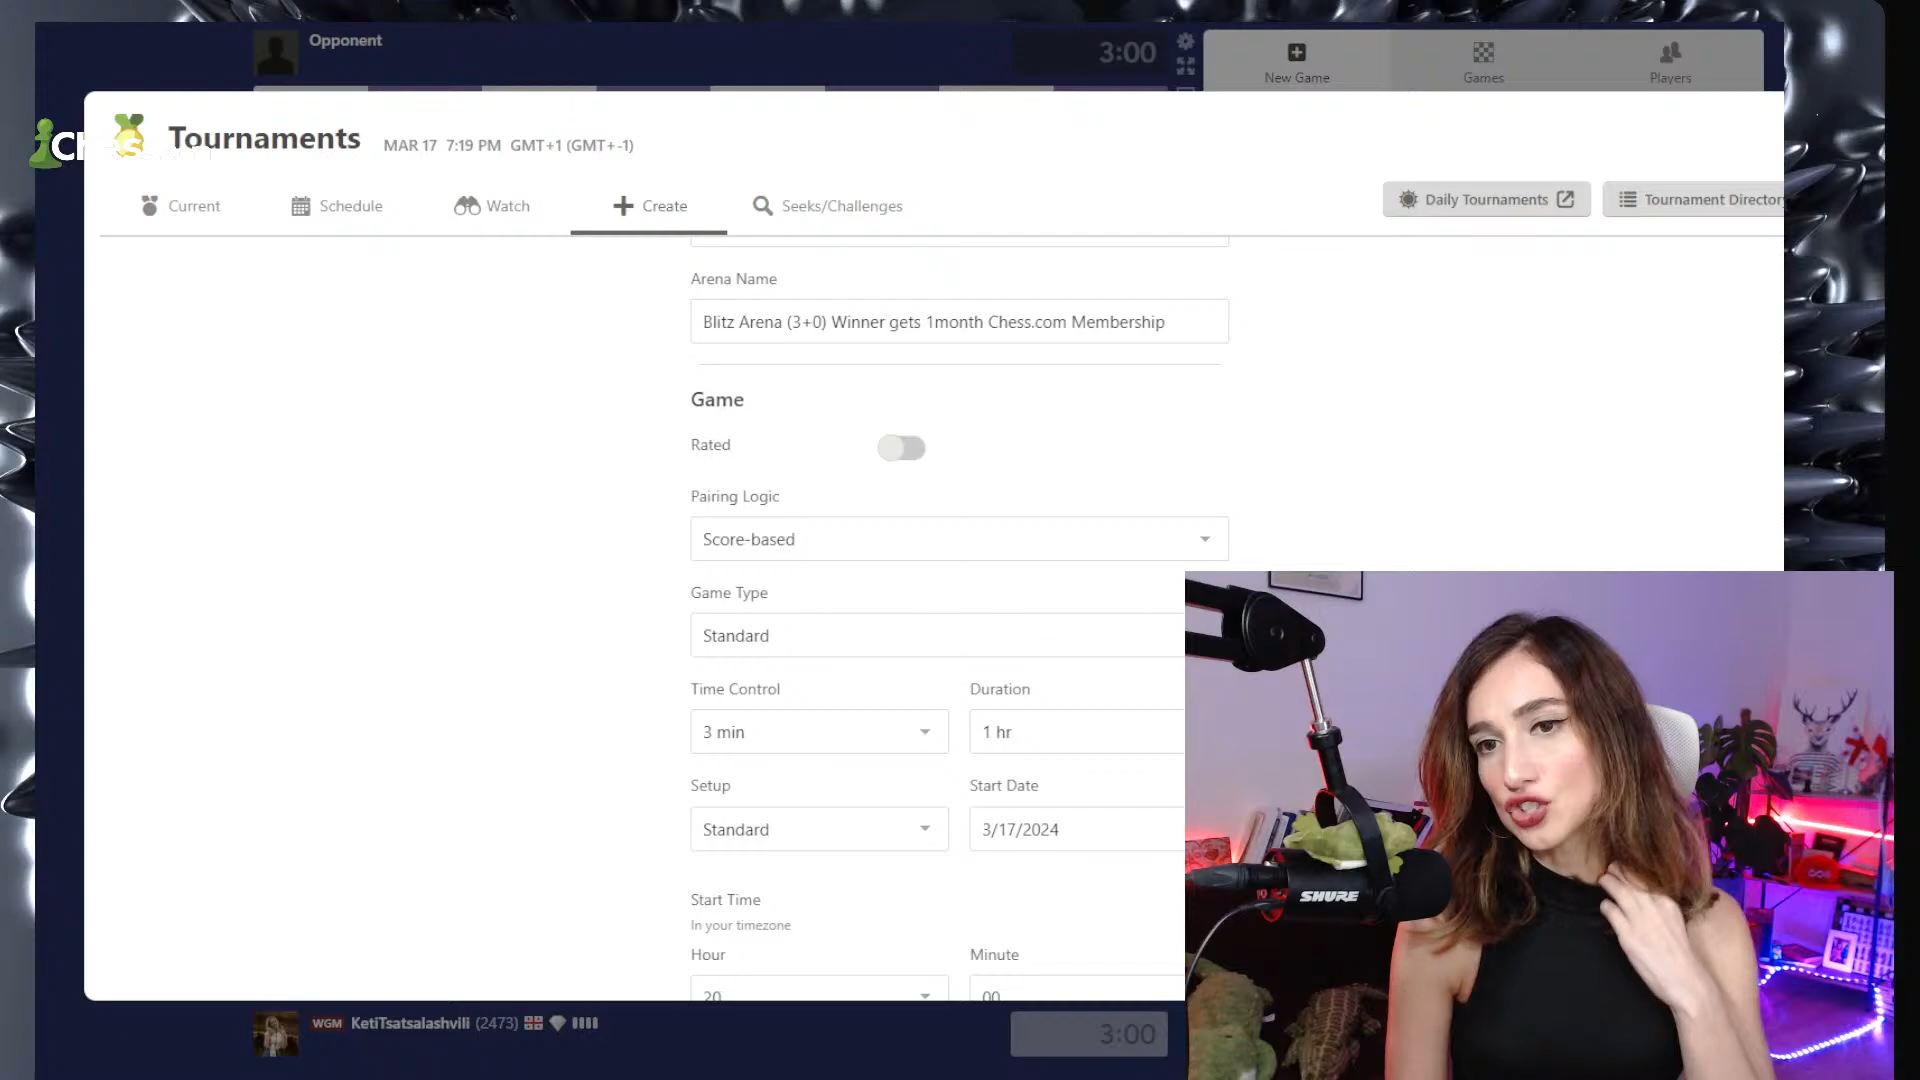 Opponent
3:00
New Game
Games
Players
Tournaments MAR 17 7:19 PM GMT+1 (GMT+-1)
Current
Schedule
Watch
Create
Seeks/Challenges
Daily Tournaments
Tournament Directory
Arena Name
Blitz Arena (3+0) Winner gets 1month Chess.com Membership
Game
Rated
Pairing Logic
Score-based
Game Type
Standard
Time Control
Duration
3 min
1 hr
Setup
Start Date
Standard
3/17/2024
Start Time
In your timezone
Hour
Minute
20
00
SHURE
WGM KetiTsatsalashvili (2473)
3:00